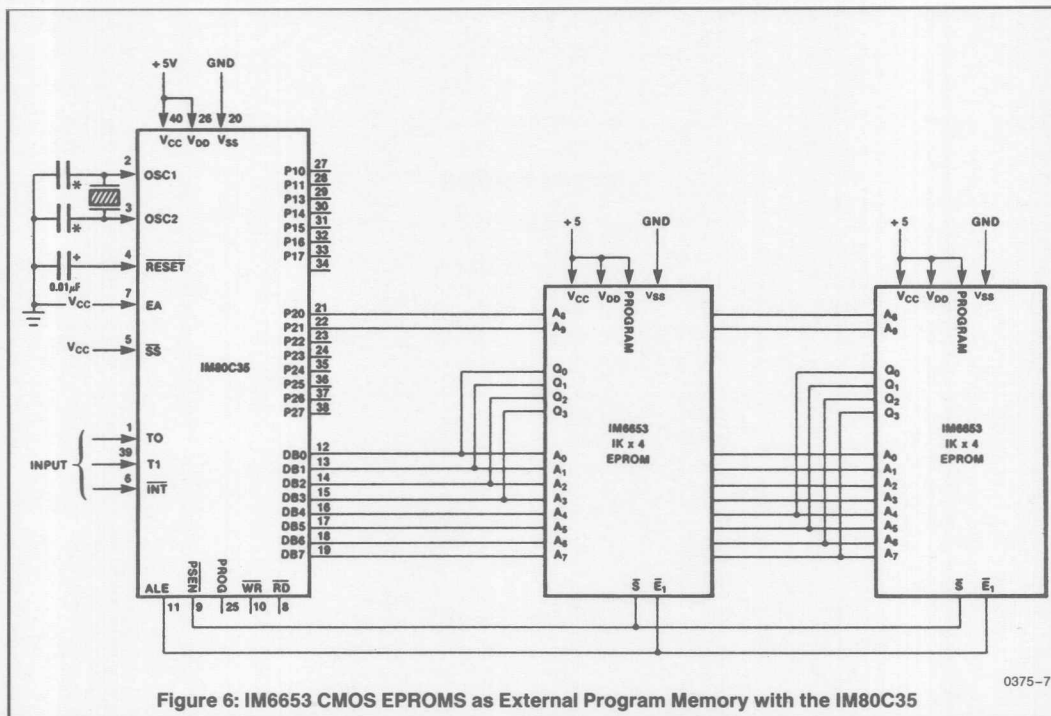 +5V GND
40 26 20
VCC VDD VSS
2 OSC1
3 OSC2
4 RESET
0.01μF
7 EA
VCC
5 SS
VCC
IM80C35
1 TO
39 T1
6 INT
INPUT
P10 27
P11 28
P13 29
P14 30
P15 31
P16 32
P17 33
34
P20 21
P21 22
P22 23
P23 24
P24 35
P25 36
P26 37
P27 38
DB0 12
DB1 13
DB2 14
DB3 15
DB4 16
DB5 17
DB6 18
DB7 19
ALE PSEN PROG WR RD
11 9 25 10 8
+5 GND
VCC VDD PROGRAM VSS
A8
A9
Q0
Q1
Q2
Q3
IM6653
IK x 4
EPROM
A0
A1
A2
A3
A4
A5
A6
A7
S E1
+5 GND
VCC VDD PROGRAM VSS
A8
A9
Q0
Q1
Q2
Q3
IM6653
IK x 4
EPROM
A0
A1
A2
A3
A4
A5
A6
A7
S E1
0375-7
Figure 6: IM6653 CMOS EPROMS as External Program Memory with the IM80C35